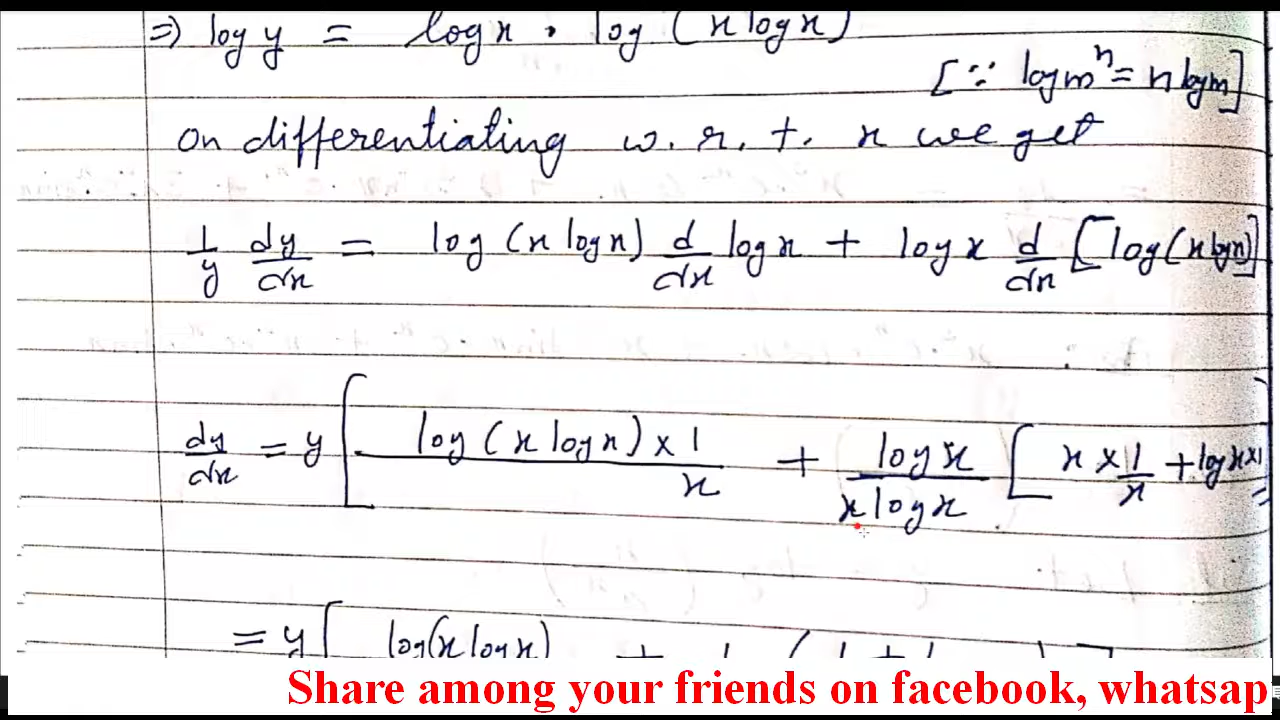 ⇒ log y = log x . log (x log x)
[∵ log mⁿ = n log m]
on differentiating w. r. t. x we get
1/y dy/dx = log (x log x) d/dx log x + log x d/dx [log (x log x)]
dy/dx = y [ log (x log x) × 1/x + log x / x log x [ x × 1/x + log x × 1
= y [ log(x log x)
Share among your friends on facebook, whatsap